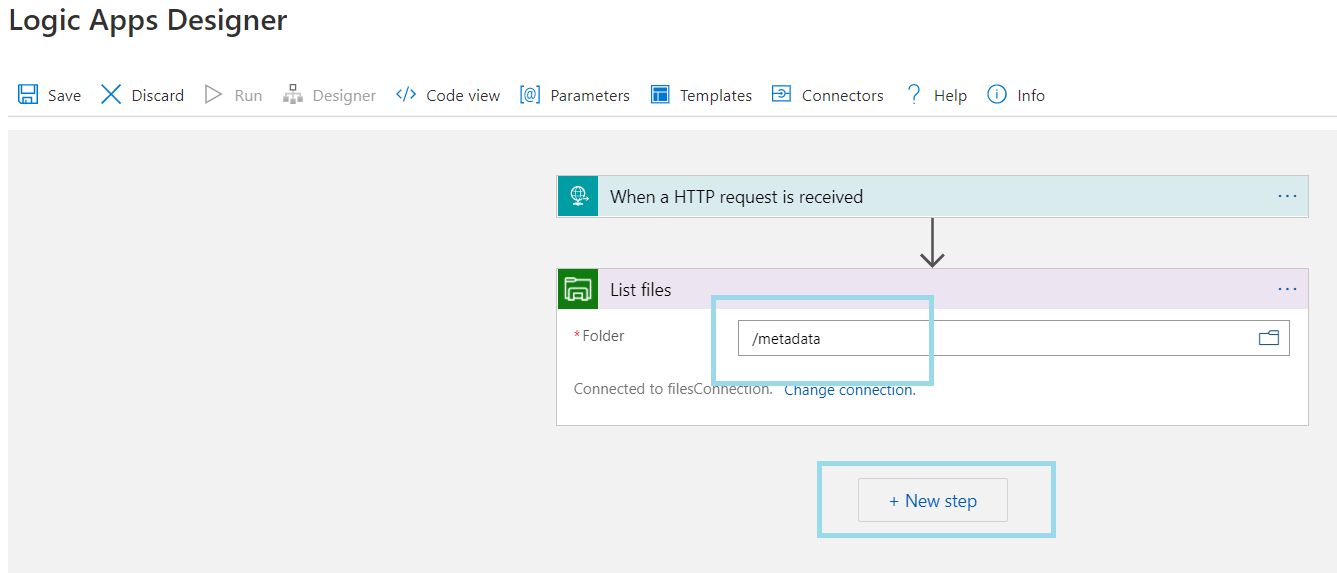 Logic Apps Designer
Save Discard Run Designer </> Code view [@] Parameters Templates Connectors ? Help Info
When a HTTP request is received ...
List files ...
*Folder /metadata
Connected to filesConnection. Change connection.
+ New step